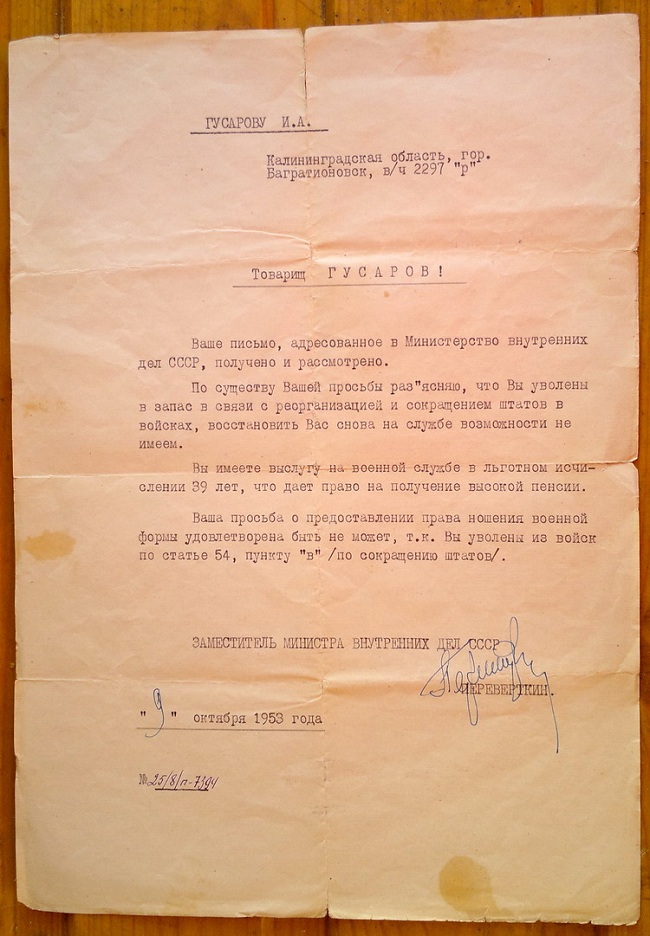 ГУСАРОВУ И.А.
Калининградская область, гор.
Багратионовск, в/ч 2297 "р"
Товарищ ГУСАРОВ!
Ваше письмо, адресованное в Министерство внутренних
дел СССР, получено и рассмотрено.
По существу Вашей просьбы раз"ясняю, что Вы уволены
в запас в связи с реорганизацией и сокращением штатов в
войсках, восстановить Вас снова на службе возможности не
имеем.
Вы имеете выслугу на военной службе в льготном исчи-
слении 39 лет, что дает право на получение высокой пенсии.
Ваша просьба о предоставлении права ношения военной
формы удовлетворена быть не может, т.к. Вы уволены из войск
по статье 54, пункту "в" /по сокращению штатов/.
ЗАМЕСТИТЕЛЬ МИНИСТРА ВНУТРЕННИХ ДЕЛ СССР
ПЕРЕВЕРТКИН.
"9" октября 1953 года
№25/8/п-7394